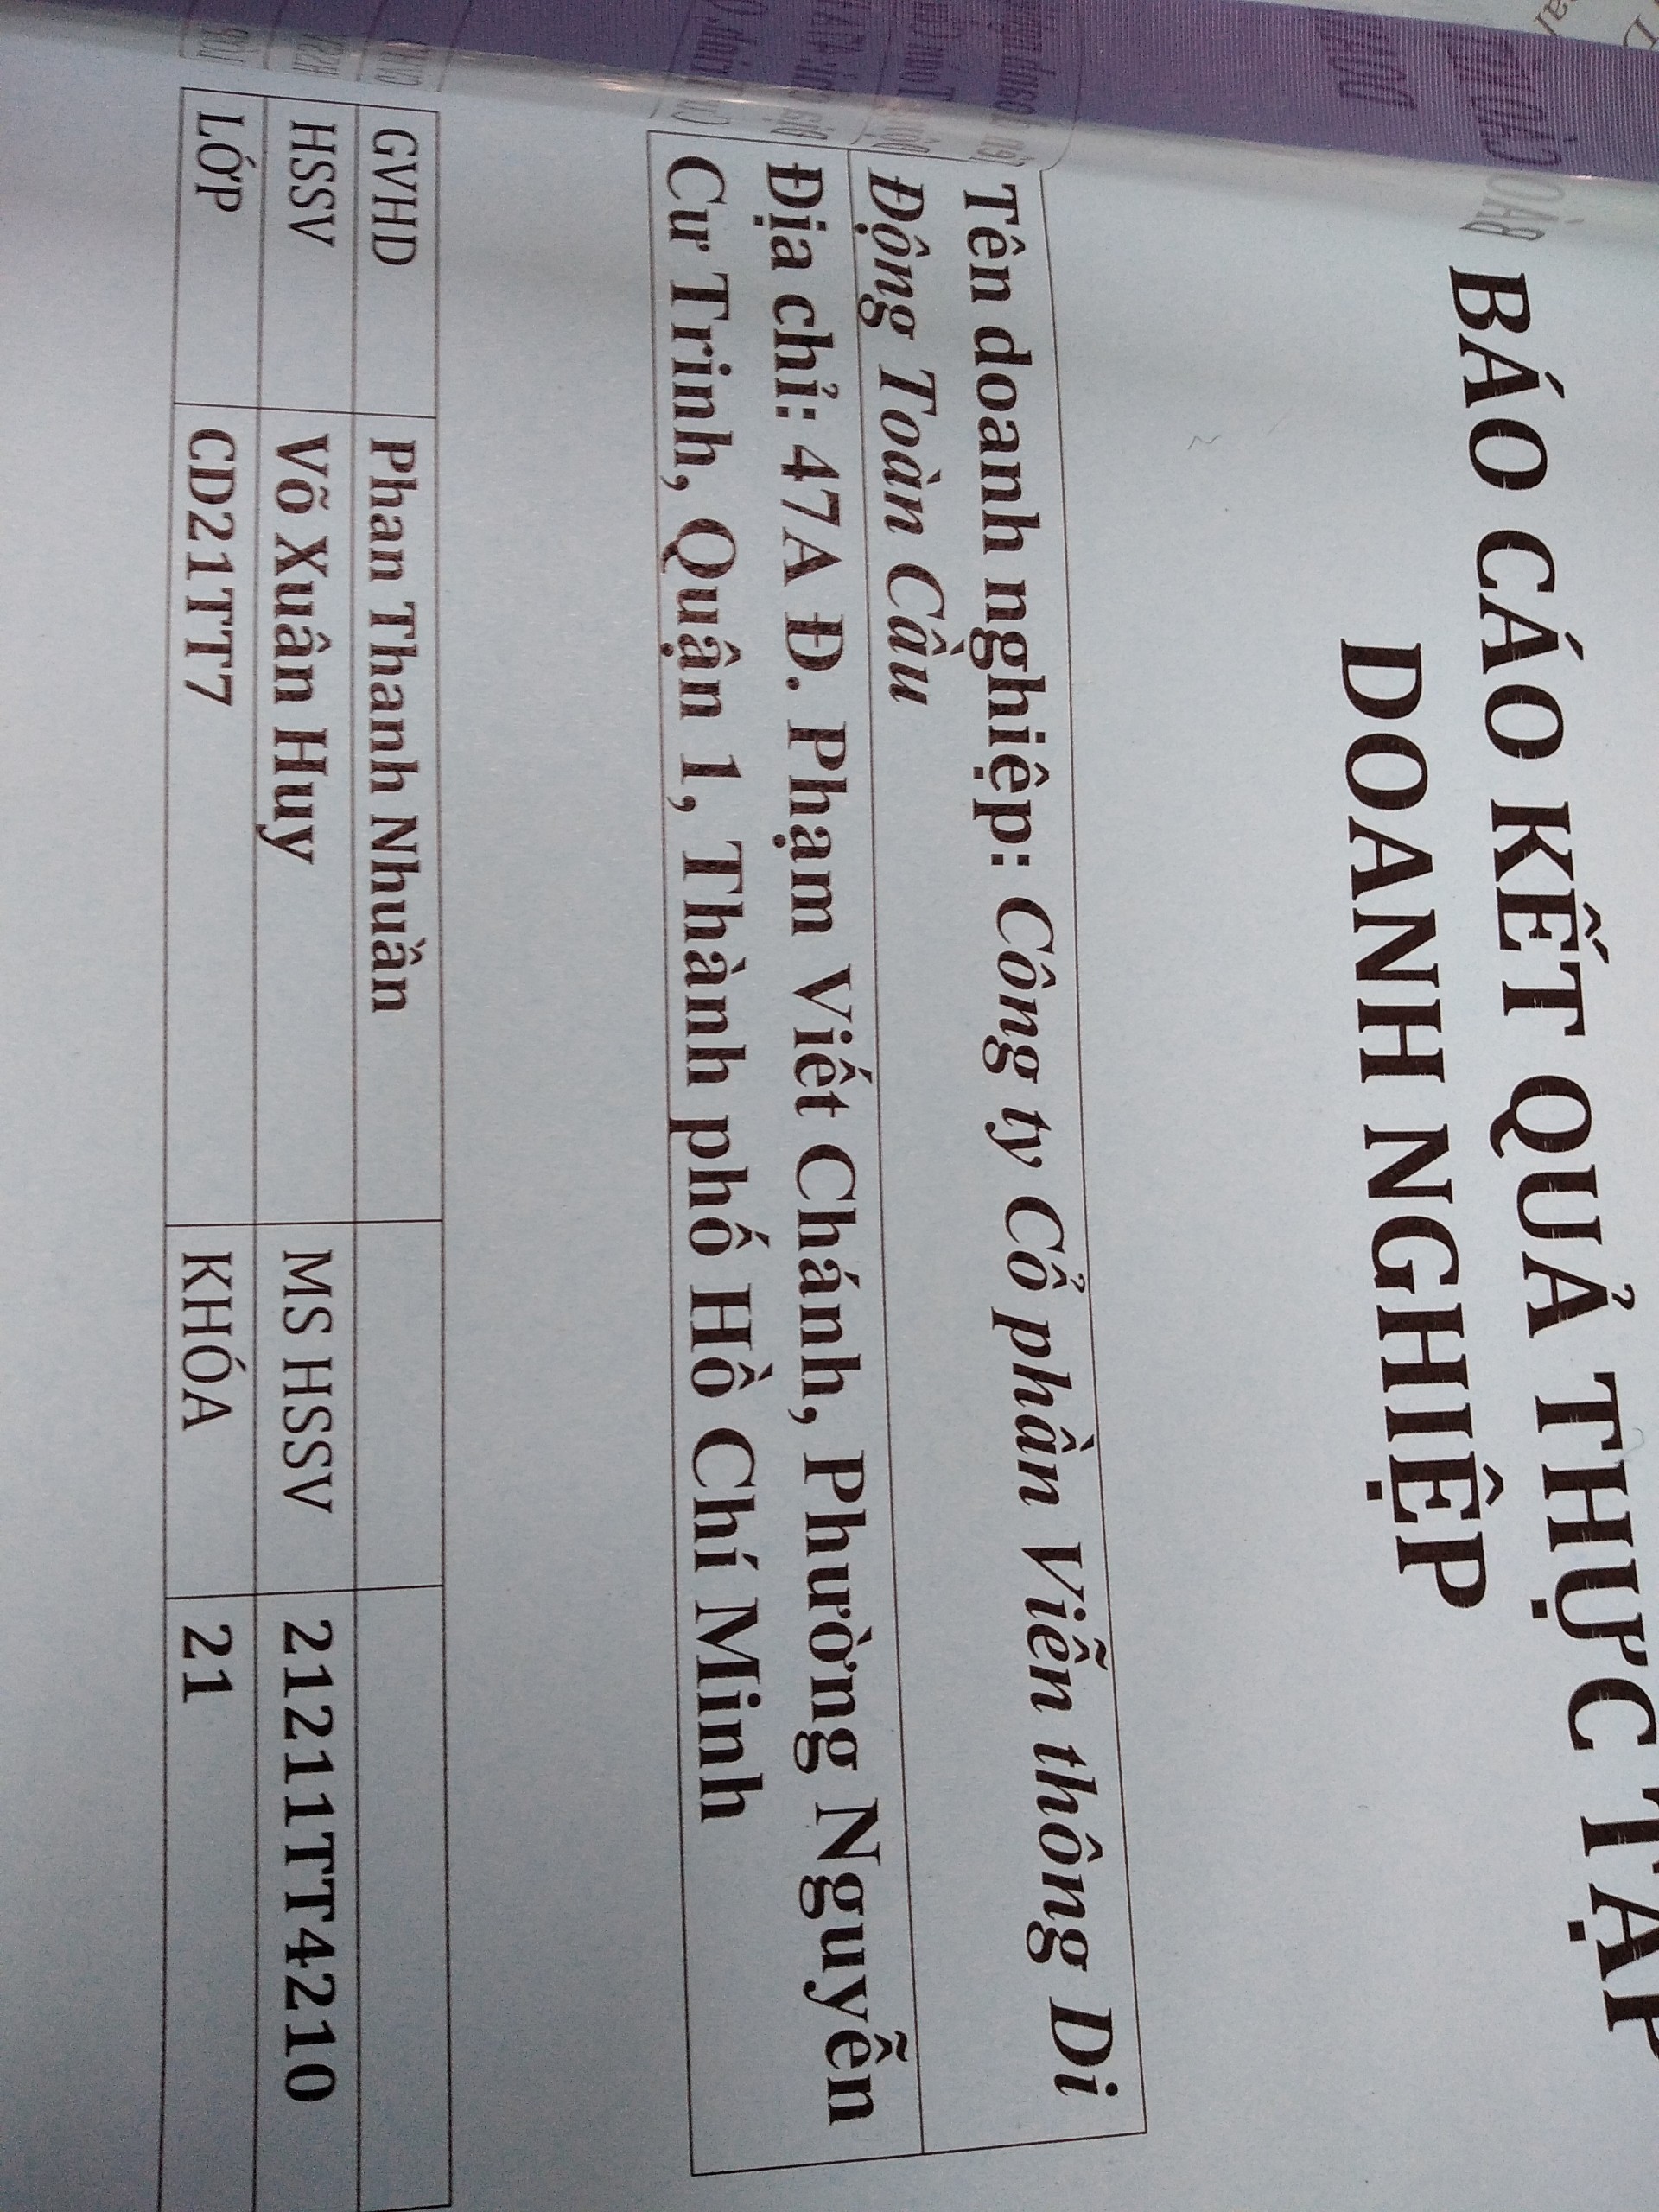 BÁO CÁO KẾT QUẢ THỰC TẬP
DOANH NGHIỆP
Tên doanh nghiệp: Công ty Cổ phần Viễn thông Di
Động Toàn Cầu
Địa chỉ: 47A Đ. Phạm Viết Chánh, Phường Nguyễn
Cư Trinh, Quận 1, Thành phố Hồ Chí Minh
GVHD Phan Thanh Nhuần
HSSV Võ Xuân Huy MS HSSV 21211TT4210
LỚP CD21TT7 KHÓA 21